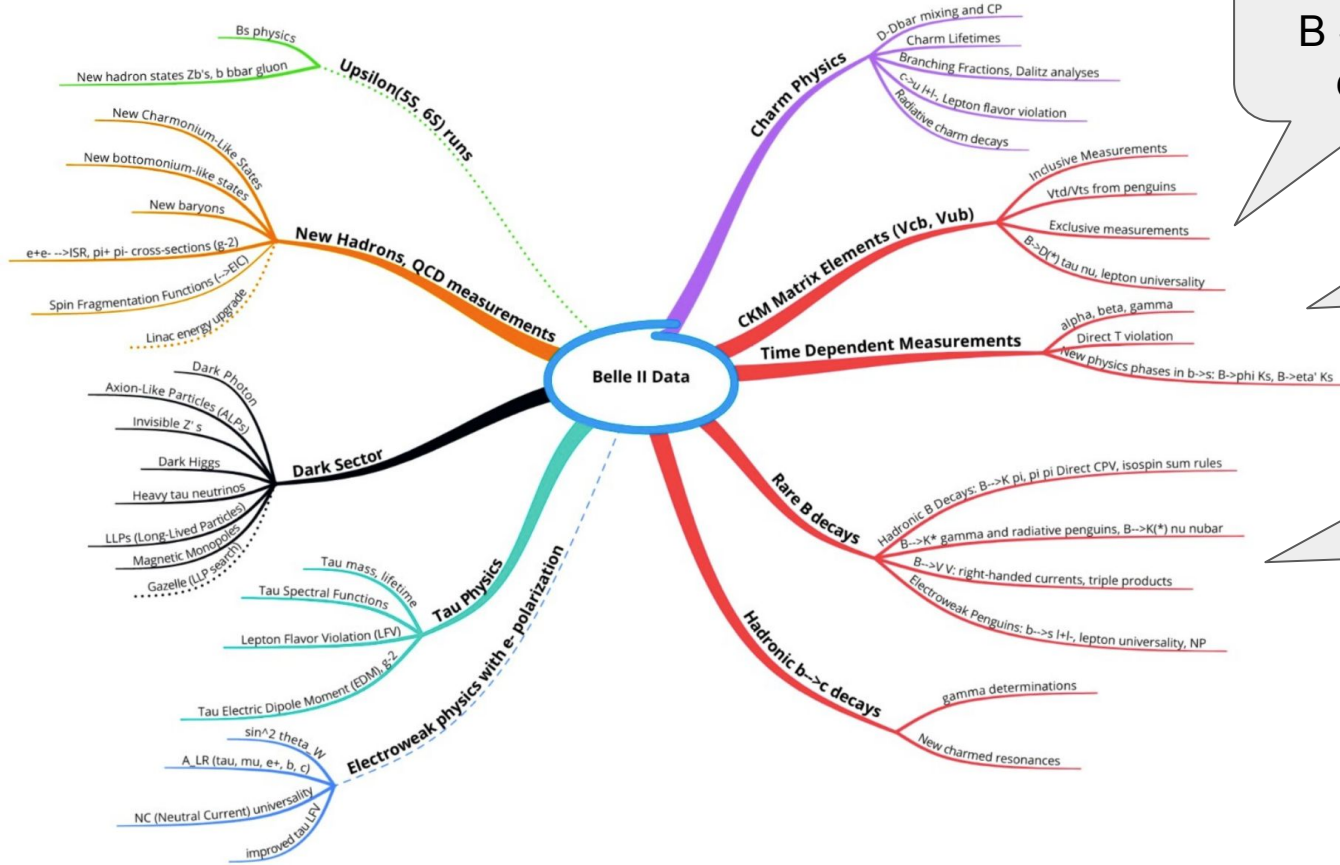 Belle II Data
Upsilon(5S, 6S) runs
Bs physics
New hadron states Zb's, b bbar gluon
New Hadrons, QCD measurements
New Charmonium-Like States
New bottomonium-like states
New baryons
e+e- -->ISR, pi+ pi- cross-sections (g-2)
Spin Fragmentation Functions (-->EIC)
Linac energy upgrade
Dark Sector
Dark Photon
Axion-Like Particles (ALPs)
Invisible Z' s
Dark Higgs
Heavy tau neutrinos
LLPs (Long-Lived Particles)
Magnetic Monopoles
Gazelle (LLP search)
Tau Physics
Tau mass, lifetime
Tau Spectral Functions
Lepton Flavor Violation (LFV)
Tau Electric Dipole Moment (EDM), g-2
Electroweak physics with e- polarization
sin^2 theta_W
A_LR (tau, mu, e+, b, c)
NC (Neutral Current) universality
improved tau LFV
Charm Physics
D-Dbar mixing and CP
Charm Lifetimes
Branching Fractions, Dalitz analyses
c->u l+l-, Lepton flavor violation
Radiative charm decays
CKM Matrix Elements (Vcb, Vub)
Inclusive Measurements
Vtd/Vts from penguins
Exclusive measurements
B->D(*) tau nu, lepton universality
Time Dependent Measurements
alpha, beta, gamma
Direct T violation
New physics phases in b->s: B->phi Ks, B->eta' Ks
Rare B decays
Hadronic B Decays: B-->K pi, pi pi Direct CPV, isospin sum rules
B-->K* gamma and radiative penguins, B-->K(*) nu nubar
B-->V V: right-handed currents, triple products
Electroweak Penguins: b-->s l+l-, lepton universality, NP
Hadronic b-->c decays
gamma determinations
New charmed resonances
B